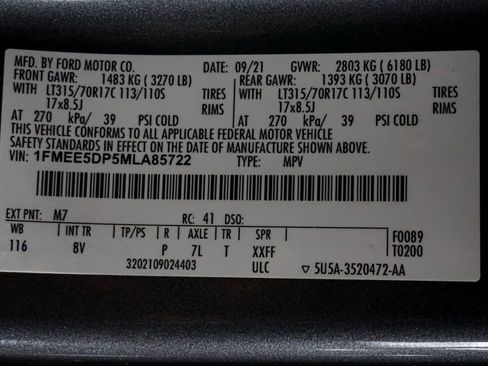 MFD. BY FORD MOTOR CO. DATE: 09/21 GVWR: 2803 KG ( 6180 LB)
FRONT GAWR: 1483 KG ( 3270 LB) REAR GAWR: 1393 KG ( 3070 LB)
WITH LT315/70R17C 113/110S TIRES WITH LT315/70R17C 113/110S TIRES
17x8.5J RIMS 17x8.5J RIMS
AT 270 kPa/ 39 PSI COLD AT 270 kPa/ 39 PSI COLD
THIS VEHICLE CONFORMS TO ALL APPLICABLE FEDERAL MOTOR VEHICLE
SAFETY STANDARDS IN EFFECT ON THE DATE OF MANUFACTURE SHOWN ABOVE.
VIN: 1FMEE5DP5MLA85722 TYPE: MPV
EXT PNT: M7 RC: 41 DSO:
WB INT TR TP/PS R AXLE TR SPR F0089
116 8V P 7L T XXFF T0200
3202109024403 ULC ▽ 5U5A-3520472-AA